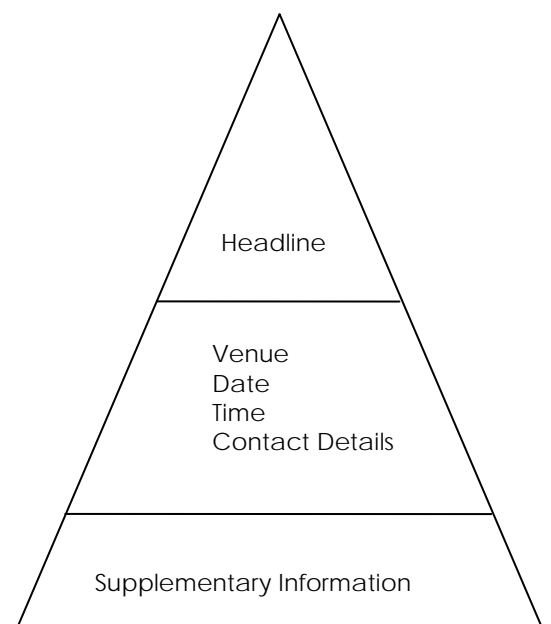 Headline
Venue
Date
Time
Contact Details
Supplementary Information